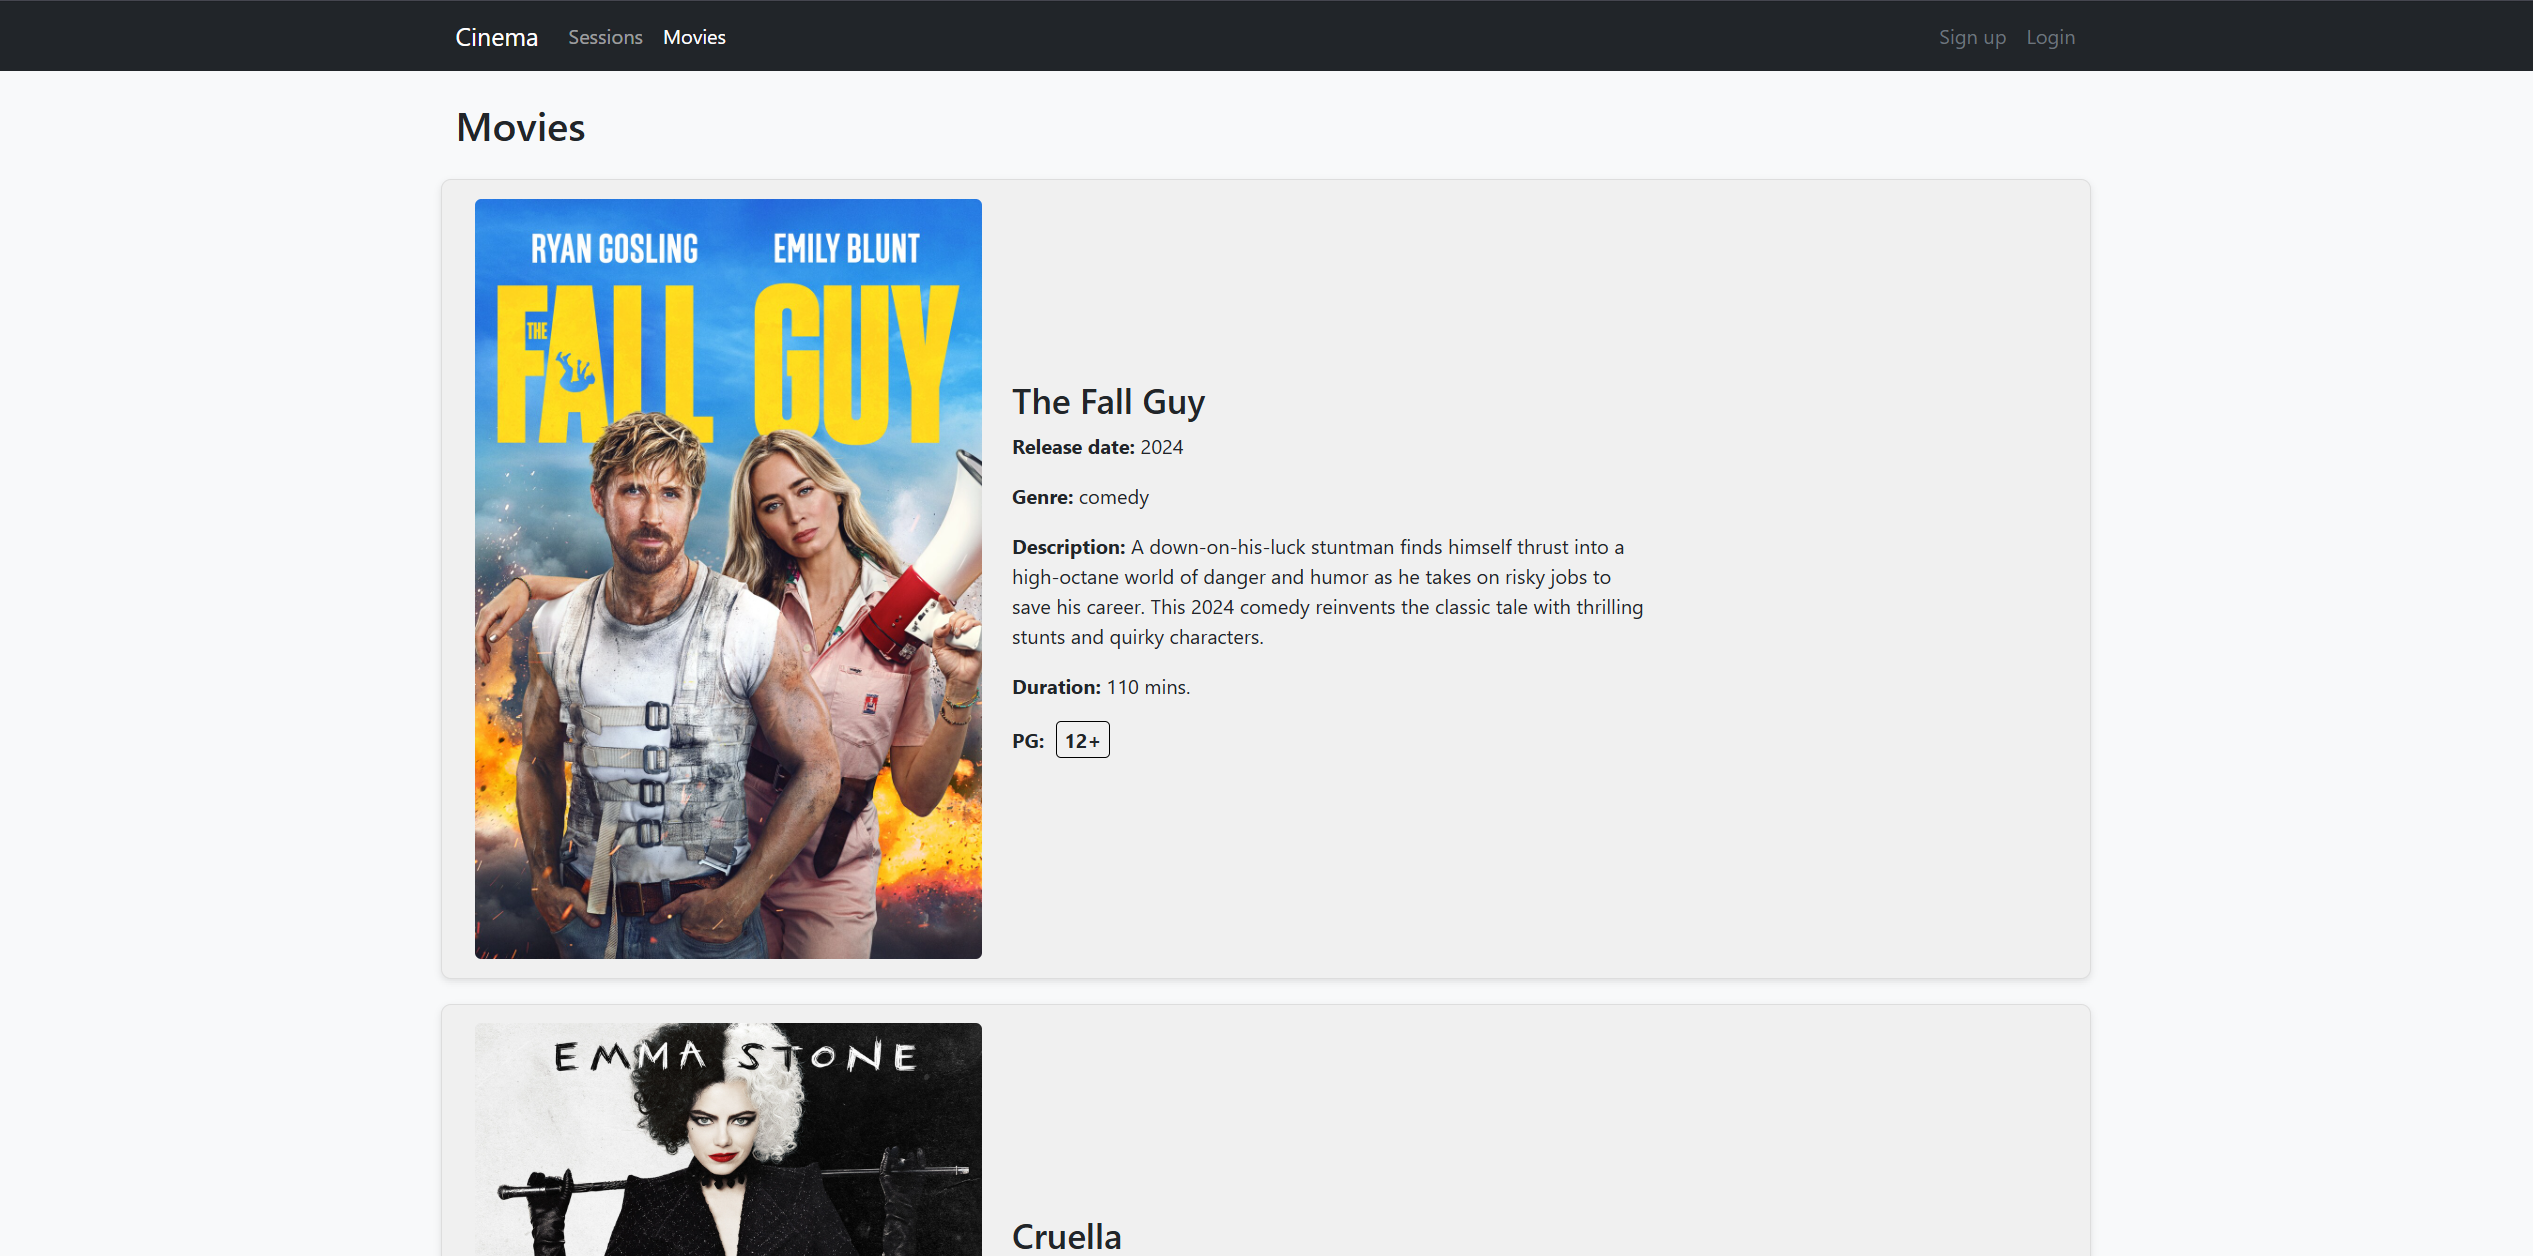 Cinema Sessions Movies Sign up Login
Movies
RYAN GOSLING EMILY BLUNT
THE
FALL GUY
The Fall Guy
Release date: 2024
Genre: comedy
Description: A down-on-his-luck stuntman finds himself thrust into a
high-octane world of danger and humor as he takes on risky jobs to
save his career. This 2024 comedy reinvents the classic tale with thrilling
stunts and quirky characters.
Duration: 110 mins.
PG: 12+
EMMA STONE
Cruella